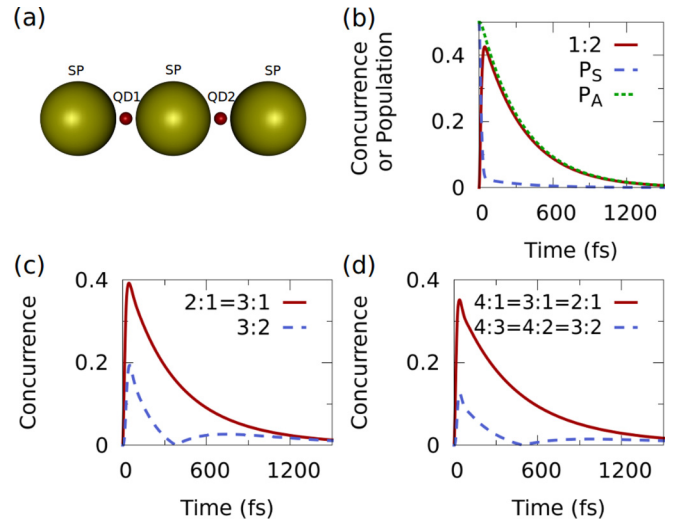 (a)
SP
SP
SP
QD1
QD2
(b)
Concurrence
or Population
0.4
0.2
0
1:2
P_S
P_A
0
600
1200
Time (fs)
(c)
Concurrence
0.4
0.2
0
2:1=3:1
3:2
0
600
1200
Time (fs)
(d)
Concurrence
0.4
0.2
0
4:1=3:1=2:1
4:3=4:2=3:2
0
600
1200
Time (fs)